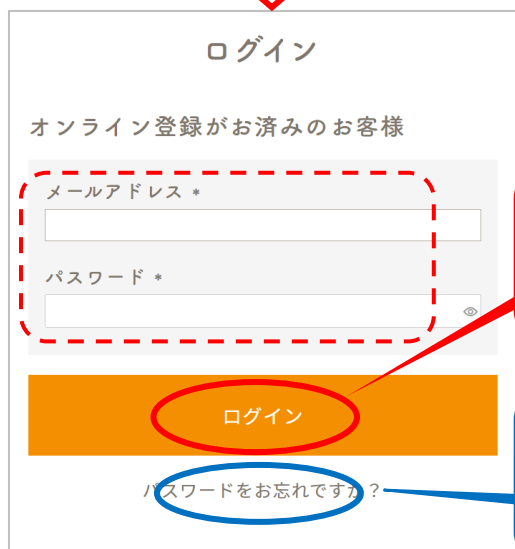 ログイン
オンライン登録がお済みのお客様
メールアドレス *
パスワード *
ログイン
パスワードをお忘れですか？